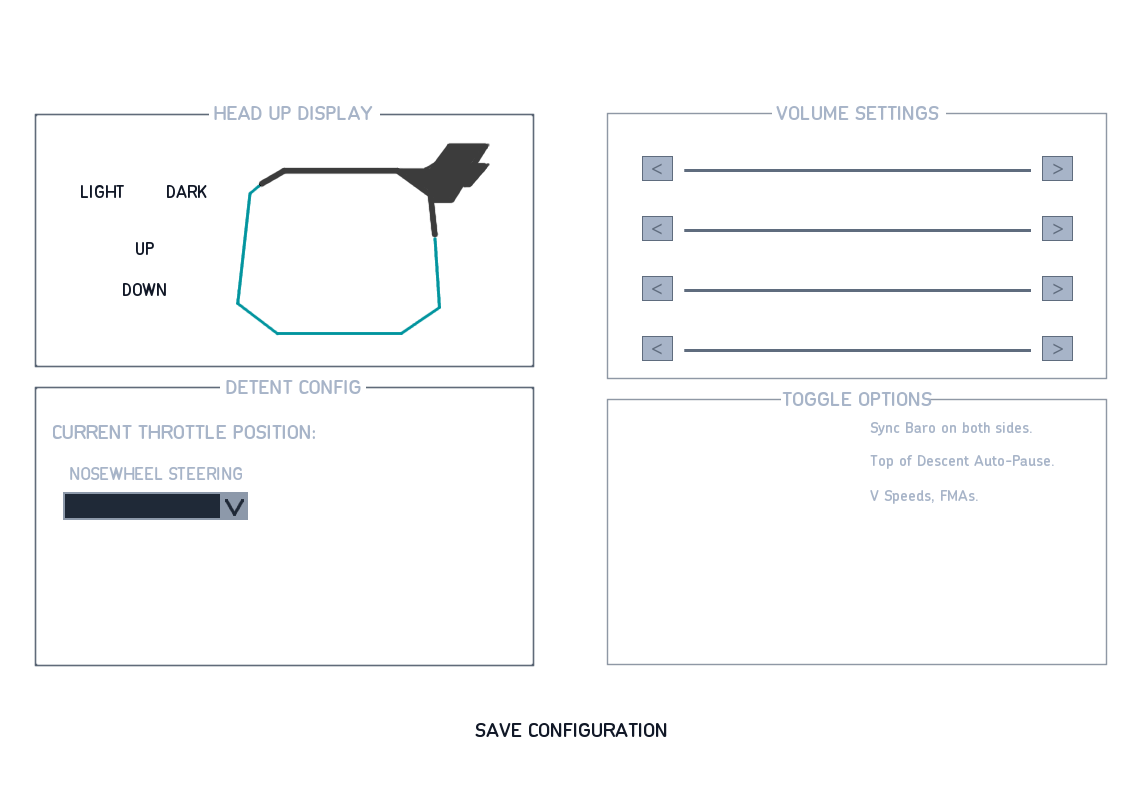 HEAD UP DISPLAY
LIGHT DARK
UP
DOWN
VOLUME SETTINGS
< >
< >
< >
< >
DETENT CONFIG
CURRENT THROTTLE POSITION:
NOSEWHEEL STEERING
V
TOGGLE OPTIONS
Sync Baro on both sides.
Top of Descent Auto-Pause.
V Speeds, FMAs.
SAVE CONFIGURATION